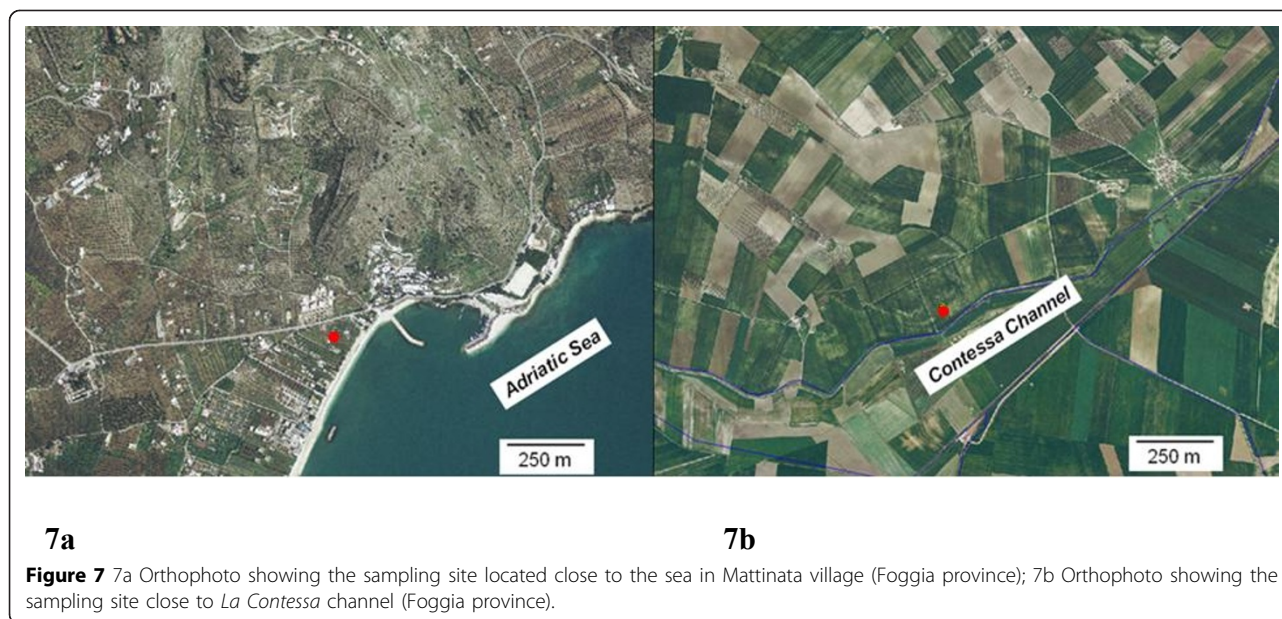 Adriatic Sea
250 m
Contessa Channel
250 m
7a
7b
Figure 7 7a Orthophoto showing the sampling site located close to the sea in Mattinata village (Foggia province); 7b Orthophoto showing the
sampling site close to La Contessa channel (Foggia province).